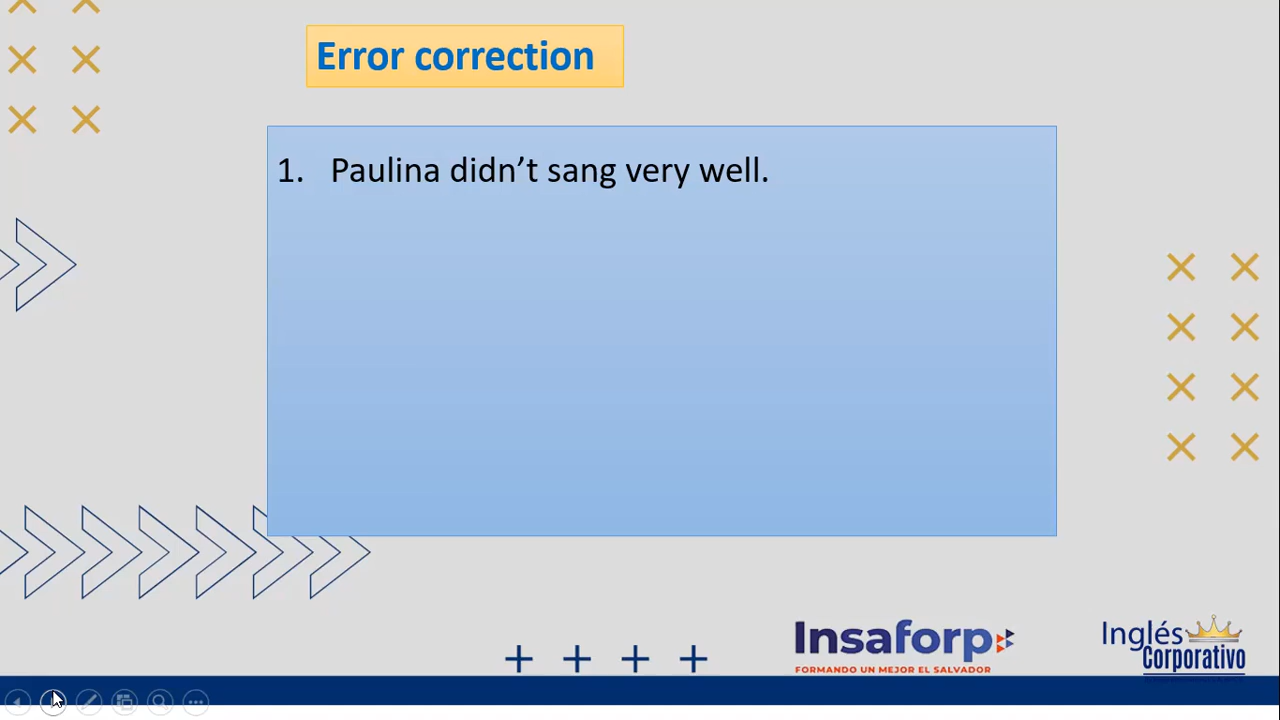 Error correction
1. Paulina didn’t sang very well.
Insaforp
FORMANDO UN MEJOR EL SALVADOR
Inglés
Corporativo